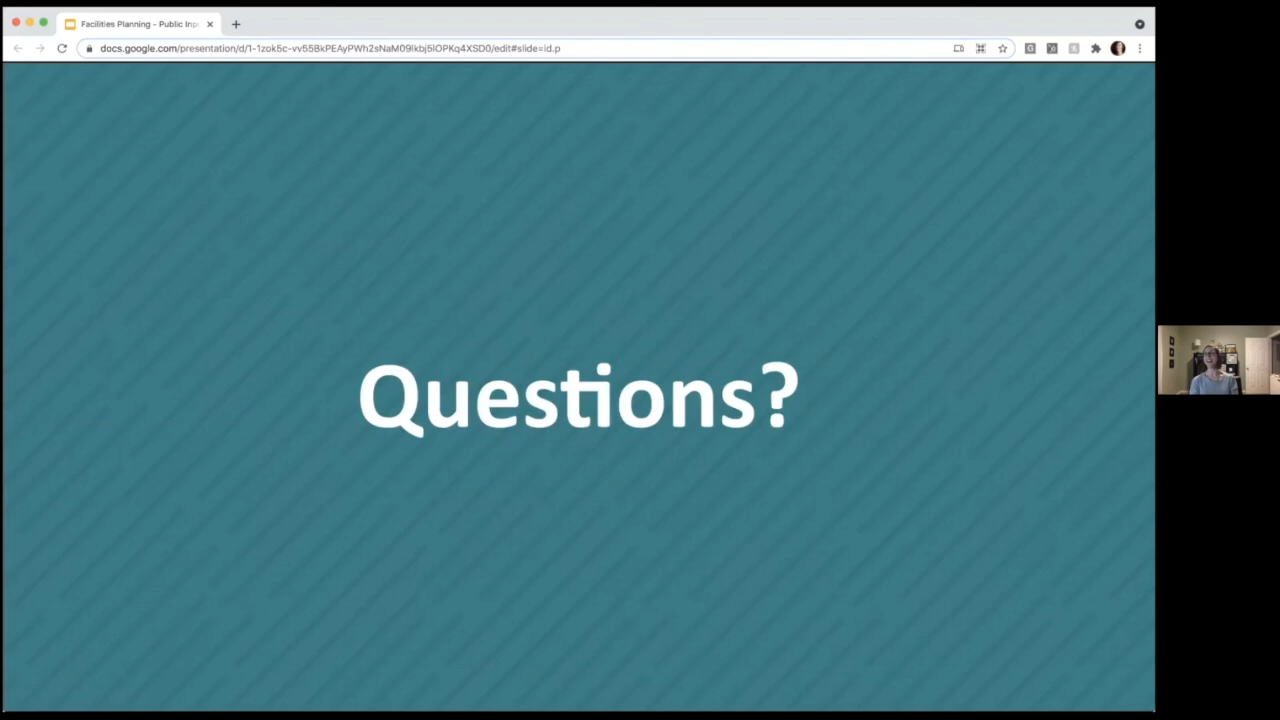 Facilities Planning - Public Inp
docs.google.com/presentation/d/1-1zok5c-vv55BkPEAyPWh2sNaM09lkbj5lOPKq4XSD0/edit#slide=id.p
Questions?